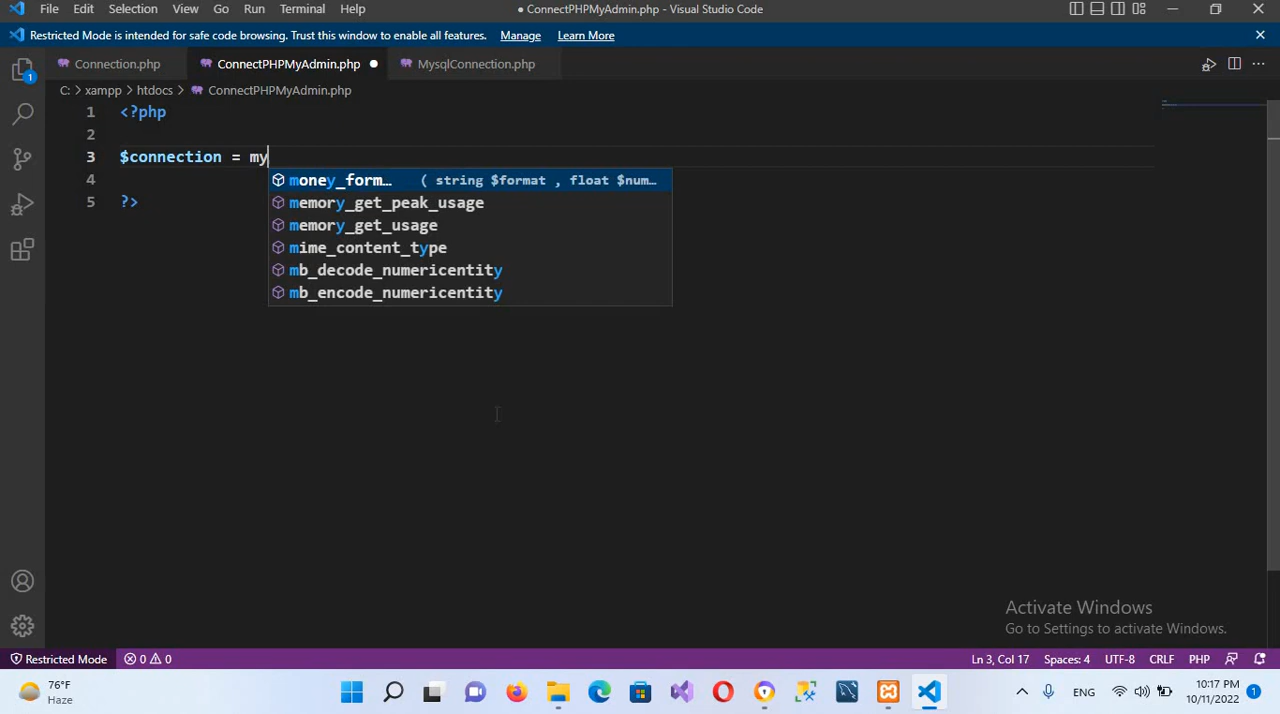 File Edit Selection View Go Run Terminal Help ● ConnectPHPMyAdmin.php - Visual Studio Code
Restricted Mode is intended for safe code browsing. Trust this window to enable all features. Manage Learn More
Connection.php ConnectPHPMyAdmin.php MysqlConnection.php
C: > xampp > htdocs > ConnectPHPMyAdmin.php
1 <?php
2
3 $connection = my
money_form… ( string $format , float $num…
4
memory_get_peak_usage
5 ?>
memory_get_usage
mime_content_type
mb_decode_numericentity
mb_encode_numericentity
Activate Windows
Go to Settings to activate Windows.
Restricted Mode 0 0 Ln 3, Col 17 Spaces: 4 UTF-8 CRLF PHP
76°F
Haze
ENG
10:17 PM
10/11/2022
1
1